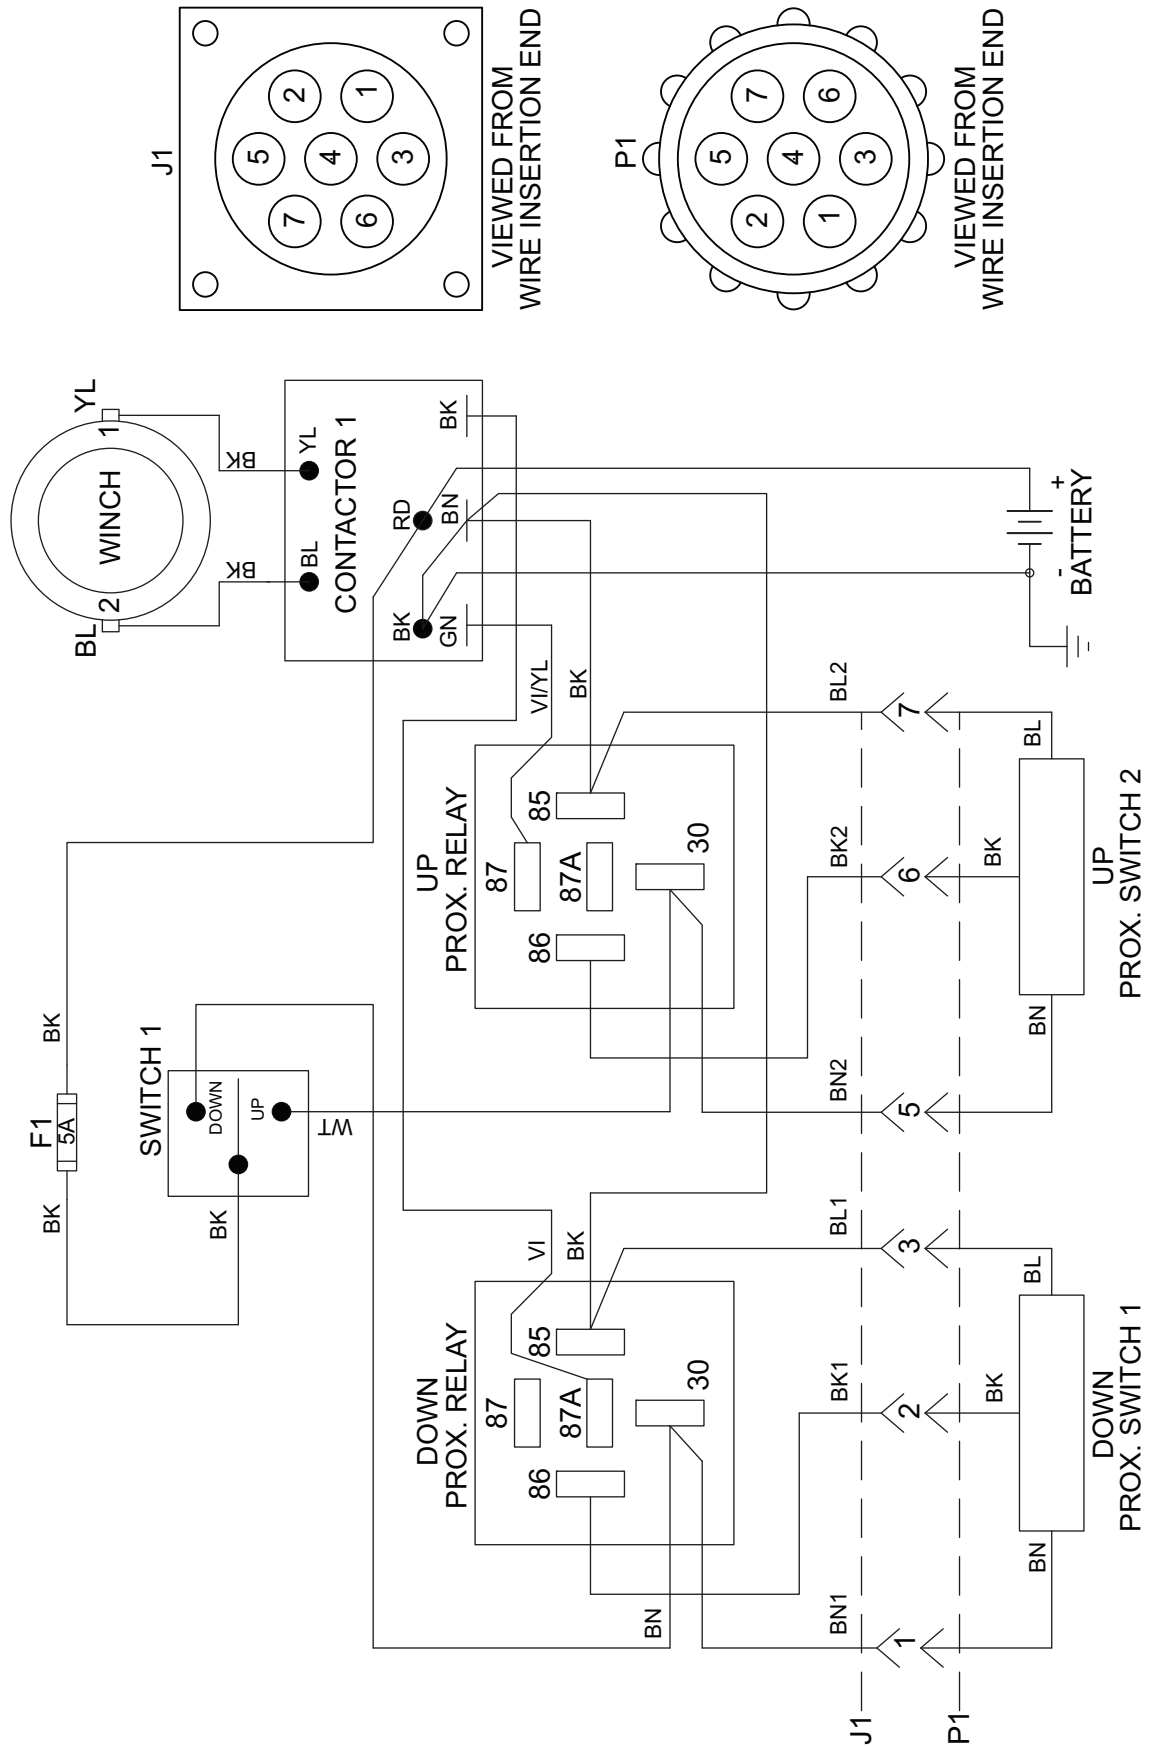 J1
7
5
2
6
4
3
1
VIEWED FROM
WIRE INSERTION END
P1
2
5
7
1
4
3
6
VIEWED FROM
WIRE INSERTION END
BL
2
WINCH
1
YL
BK
BK
BL
YL
CONTACTOR 1
BK
RD
GN
BN
BK
F1
5A
BK
BK
SWITCH 1
DOWN
UP
BK
WT
DOWN
PROX. RELAY
87
86
87A
85
30
VI
BK
BN
UP
PROX. RELAY
87
86
87A
85
30
VI/YL
BK
-
+
BATTERY
BN1
BK1
BL1
BN2
BK2
BL2
J1
1
2
3
5
6
7
P1
BN
BK
BL
BN
BK
BL
DOWN
PROX. SWITCH 1
UP
PROX. SWITCH 2